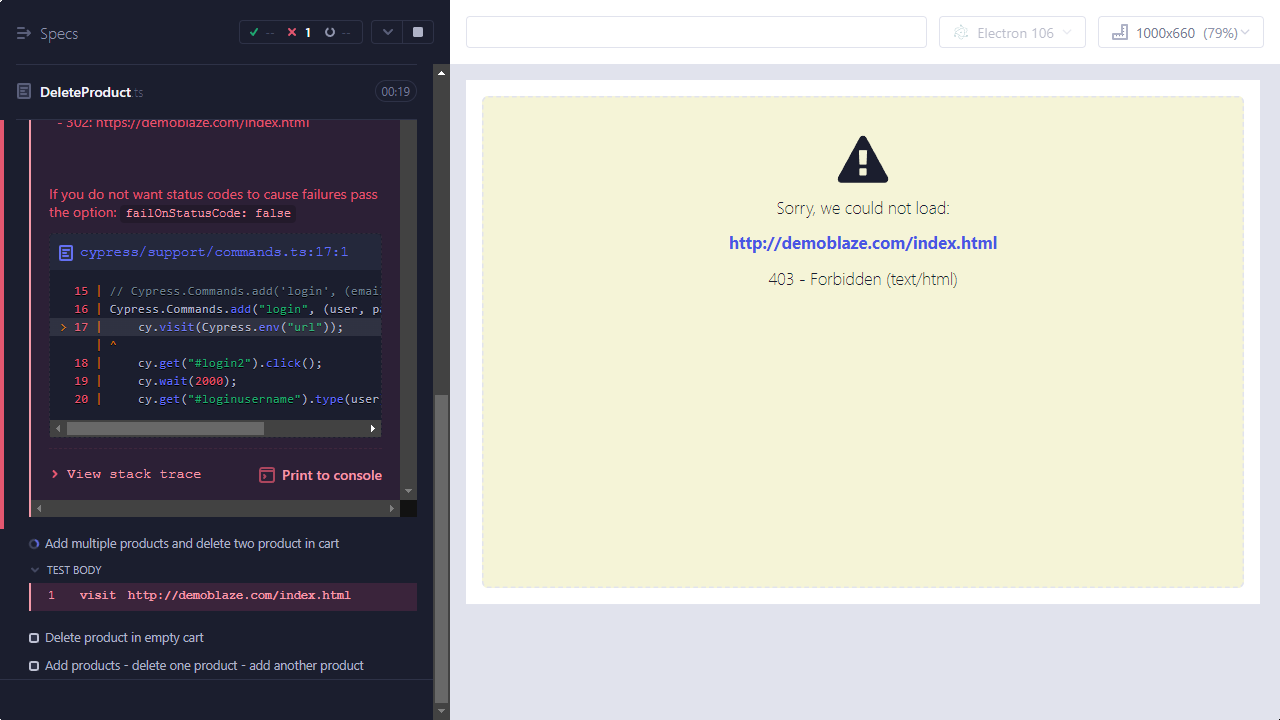 Specs
-- 1 --
Electron 106
1000x660 (79%)
DeleteProduct.ts
00:19
- 302: https://demoblaze.com/index.html
If you do not want status codes to cause failures pass
the option: failOnStatusCode: false
cypress/support/commands.ts:17:1
15 | // Cypress.Commands.add('login', (emai
16 | Cypress.Commands.add("login", (user, pa
> 17 |     cy.visit(Cypress.env("url"));
| ^
18 |     cy.get("#login2").click();
19 |     cy.wait(2000);
20 |     cy.get("#loginusername").type(user
> View stack trace
Print to console
Add multiple products and delete two product in cart
TEST BODY
1 visit http://demoblaze.com/index.html
Delete product in empty cart
Add products - delete one product - add another product
Sorry, we could not load:
http://demoblaze.com/index.html
403 - Forbidden (text/html)